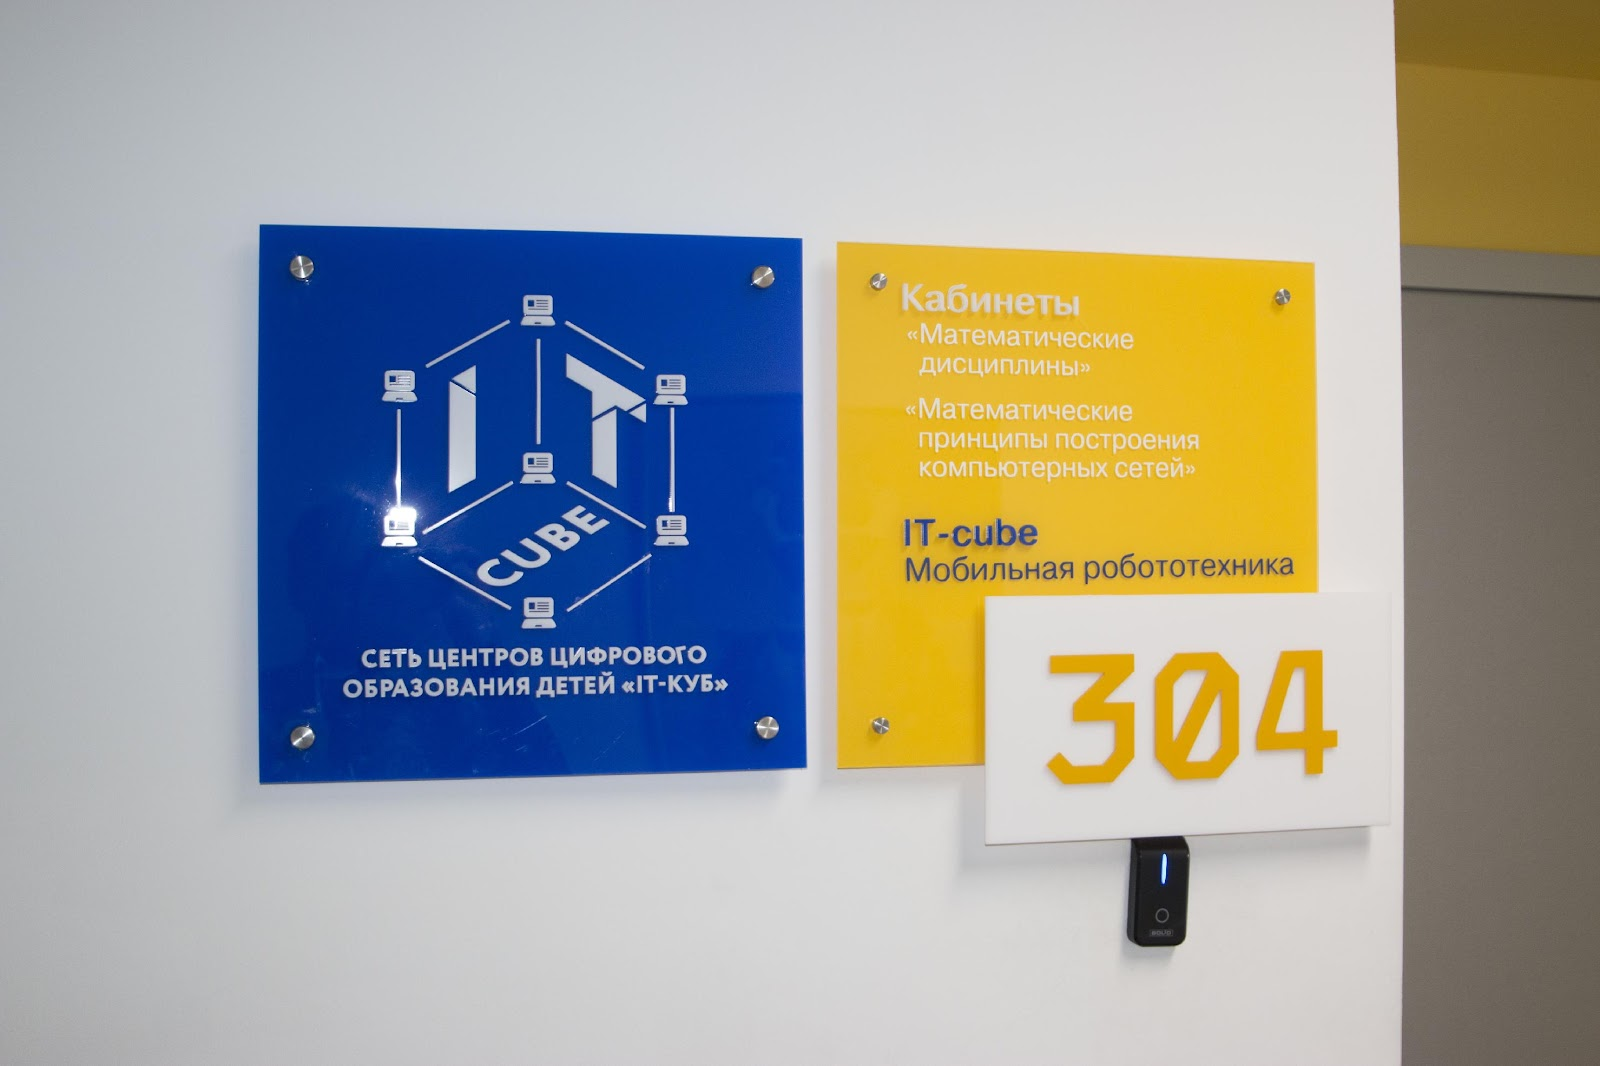 IT
CUBE
СЕТЬ ЦЕНТРОВ ЦИФРОВОГО
ОБРАЗОВАНИЯ ДЕТЕЙ «IT-КУБ»
Кабинеты
«Математические
дисциплины»
«Математические
принципы построения
компьютерных сетей»
IT-cube
Мобильная робототехника
304
BOLID